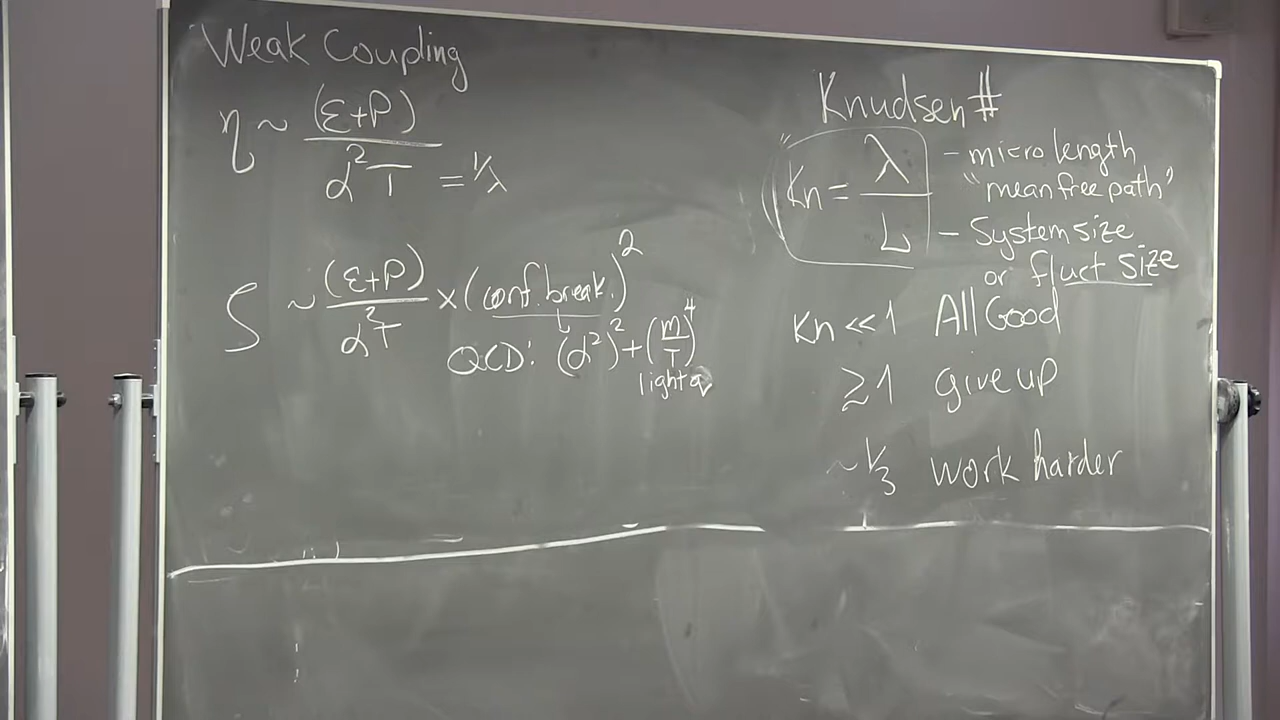 Weak Coupling
η ~ (ε+P) / α²T = 1/λ
ζ ~ (ε+P) / α²T × (conf. break.)²
QCD: (α²)² + (m/T)⁴
light q
Knudsen #
Kn = λ / L
- micro length
"mean free path"
- System size
or fluct size
Kn << 1 All Good
≳ 1 give up
~ 1/3 work harder